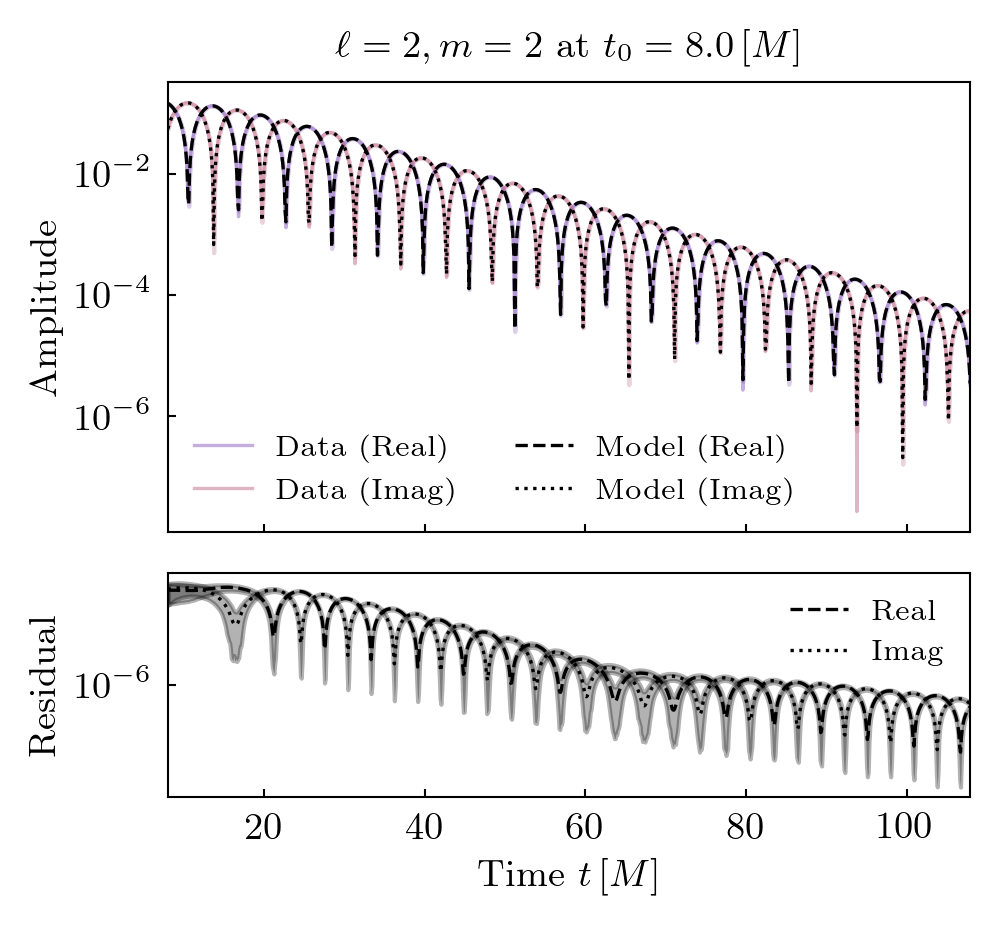 ℓ = 2, m = 2 at t₀ = 8.0 [M]
Amplitude
10⁻²
10⁻⁴
10⁻⁶
Data (Real)
Data (Imag)
Model (Real)
Model (Imag)
Residual
10⁻⁶
Real
Imag
20 40 60 80 100
Time t [M]